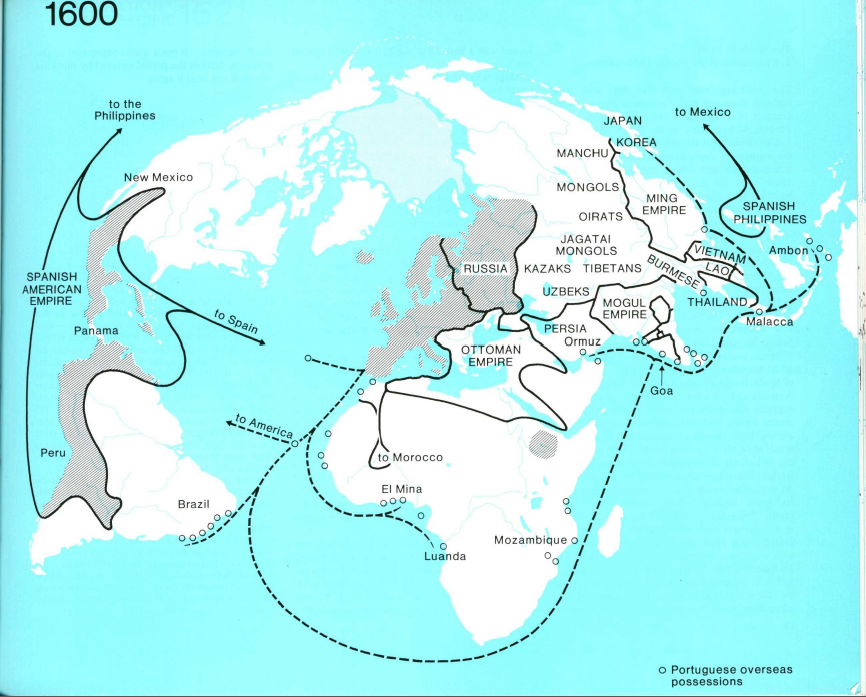 1600
to the
Philippines
New Mexico
SPANISH
AMERICAN
EMPIRE
Panama
to Spain
Peru
to America
Brazil
JAPAN
KOREA
to Mexico
MANCHU
MONGOLS
MING
EMPIRE
SPANISH
PHILIPPINES
OIRATS
JAGATAI
MONGOLS
VIETNAM
Ambon
RUSSIA
KAZAKS
TIBETANS
BURMESE
LAO
UZBEKS
MOGUL
EMPIRE
THAILAND
Malacca
PERSIA
Ormuz
OTTOMAN
EMPIRE
Goa
to Morocco
El Mina
Luanda
Mozambique
Portuguese overseas
possessions